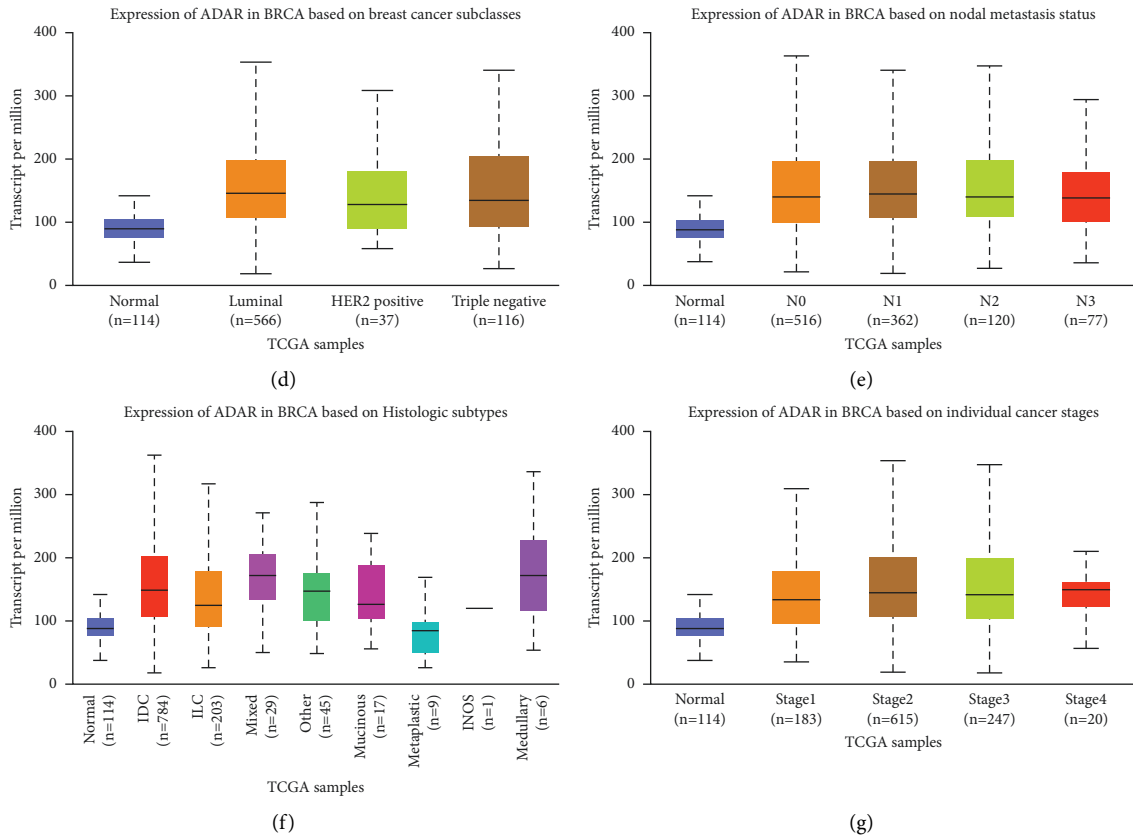 Expression of ADAR in BRCA based on breast cancer subclasses
Transcript per million
400
300
200
100
0
Normal
(n=114)
Luminal
(n=566)
HER2 positive
(n=37)
Triple negative
(n=116)
TCGA samples
(d)
Expression of ADAR in BRCA based on nodal metastasis status
Transcript per million
400
300
200
100
0
Normal
(n=114)
N0
(n=516)
N1
(n=362)
N2
(n=120)
N3
(n=77)
TCGA samples
(e)
Expression of ADAR in BRCA based on Histologic subtypes
Transcript per million
400
300
200
100
0
Normal
(n=114)
IDC
(n=784)
ILC
(n=203)
Mixed
(n=29)
Other
(n=45)
Mucinous
(n=17)
Metaplastic
(n=9)
INOS
(n=1)
Medullary
(n=6)
TCGA samples
(f)
Expression of ADAR in BRCA based on individual cancer stages
Transcript per million
400
300
200
100
0
Normal
(n=114)
Stage1
(n=183)
Stage2
(n=615)
Stage3
(n=247)
Stage4
(n=20)
TCGA samples
(g)